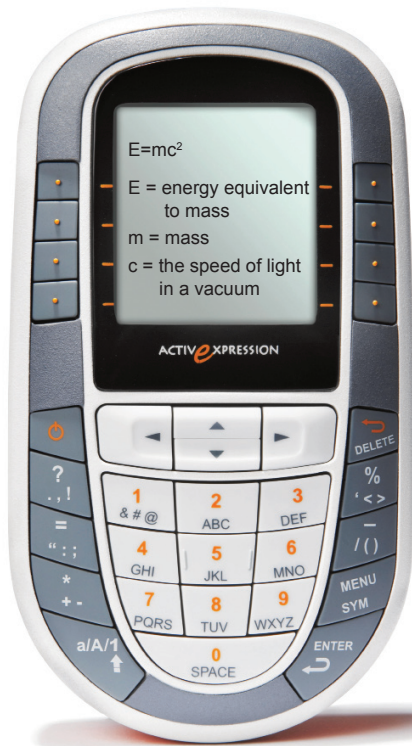 E=mc²
E = energy equivalent
to mass
m = mass
c = the speed of light
in a vacuum
ACTIVeXPRESSION
DELETE
?
. , !
%
' < >
1
& # @
2
ABC
3
DEF
=
" : ;
–
/ ( )
4
GHI
5
JKL
6
MNO
*
+ -
MENU
SYM
7
PQRS
8
TUV
9
WXYZ
a/A/1
0
SPACE
ENTER